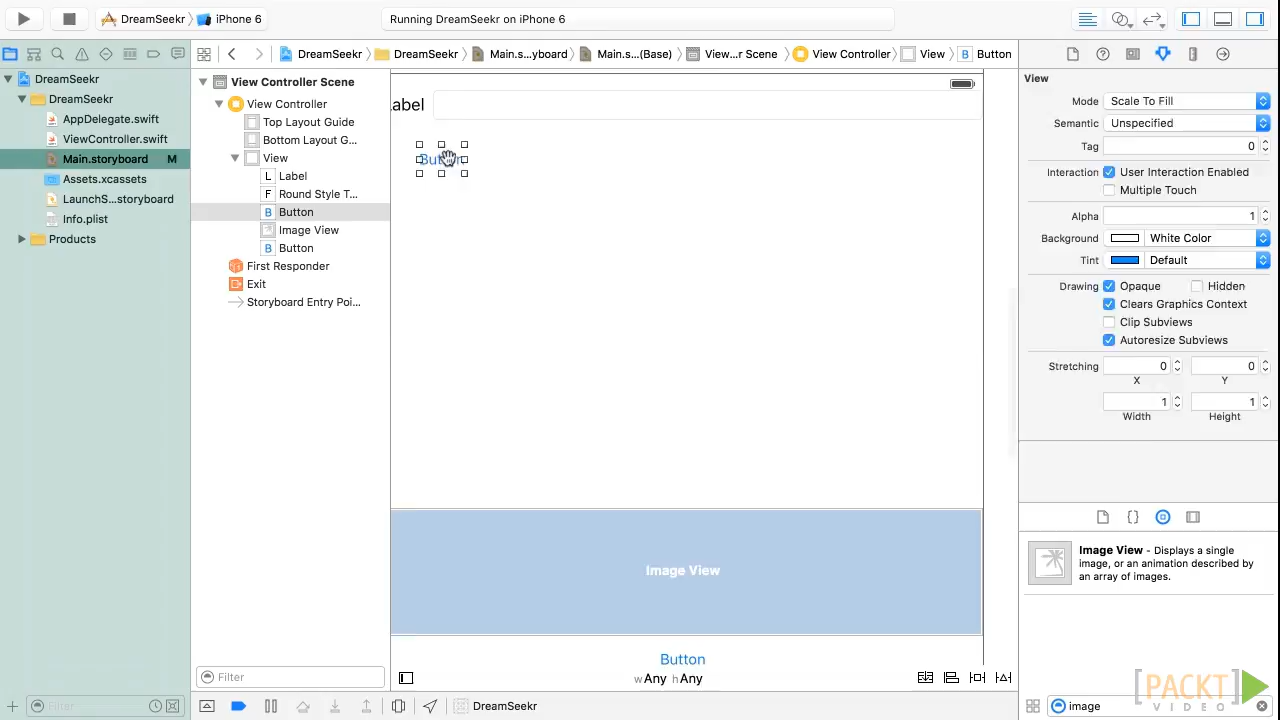 DreamSeekr
iPhone 6
Running DreamSeekr on iPhone 6
DreamSeekr
DreamSeekr
Main.s...yboard
Main.s...(Base)
View...r Scene
View Controller
View
B Button
DreamSeekr
DreamSeekr
AppDelegate.swift
ViewController.swift
Main.storyboard M
Assets.xcassets
LaunchS...storyboard
Info.plist
Products
Filter
View Controller Scene
View Controller
Top Layout Guide
Bottom Layout G...
View
L Label
F Round Style T...
B Button
Image View
B Button
First Responder
Exit
Storyboard Entry Poi...
Filter
abel
Button
Image View
Button
wAny hAny
DreamSeekr
View
Mode Scale To Fill
Semantic Unspecified
Tag 0
Interaction User Interaction Enabled
Multiple Touch
Alpha 1
Background White Color
Tint Default
Drawing Opaque Hidden
Clears Graphics Context
Clip Subviews
Autoresize Subviews
Stretching 0 0
X Y
1 1
Width Height
{}
Image View - Displays a single
image, or an animation described by
an array of images.
PACKT
VIDEO
image